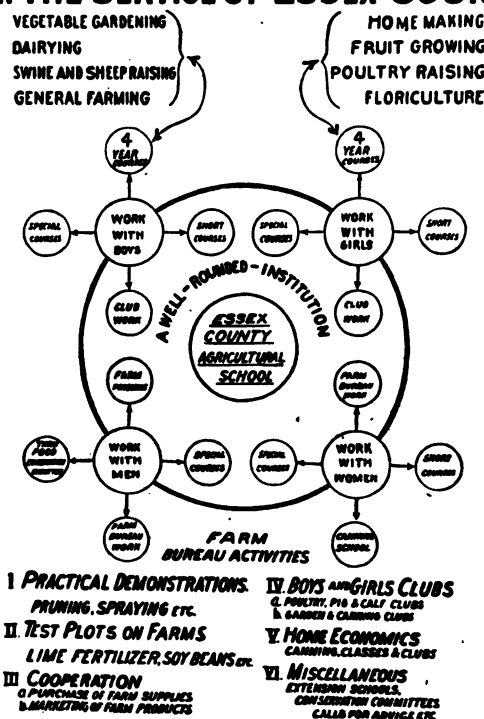 THE SERVICE OF ESSEX COUN
VEGETABLE GARDENING
DAIRYING
SWINE AND SHEEP RAISING
GENERAL FARMING
HOME MAKING
FRUIT GROWING
POULTRY RAISING
FLORICULTURE
4
YEAR
COURSES
4
YEAR
COURSES
SPECIAL
COURSES
WORK
WITH
BOYS
SHORT
COURSES
SPECIAL
COURSES
WORK
WITH
GIRLS
SHORT
COURSES
CLUB
WORK
CLUB
WORK
A WELL-ROUNDED-INSTITUTION
ESSEX
COUNTY
AGRICULTURAL
SCHOOL
FARM
FARM
BUREAU
WORK
FOOD
WORK
WITH
MEN
SPECIAL
COURSES
SPECIAL
COURSES
WORK
WITH
WOMEN
SHORT
COURSES
FARM
BUREAU
WORK
CANNING
SCHOOL
FARM
BUREAU ACTIVITIES
I PRACTICAL DEMONSTRATIONS.
PRUNING, SPRAYING ETC.
II. TEST PLOTS ON FARMS
LIME FERTILIZER, SOY BEANS ETC.
III COOPERATION
a PURCHASE OF FARM SUPPLIES
b MARKETING OF FARM PRODUCTS
IV. BOYS AND GIRLS CLUBS
a. POULTRY, PIG & CALF CLUBS
b. GARDEN & CANNING CLUBS
V. HOME ECONOMICS
CANNING, CLASSES & CLUBS
VI. MISCELLANEOUS
EXTENSION SCHOOLS,
CONSERVATION COMMITTEES
CALLS FOR ADVICE ETC